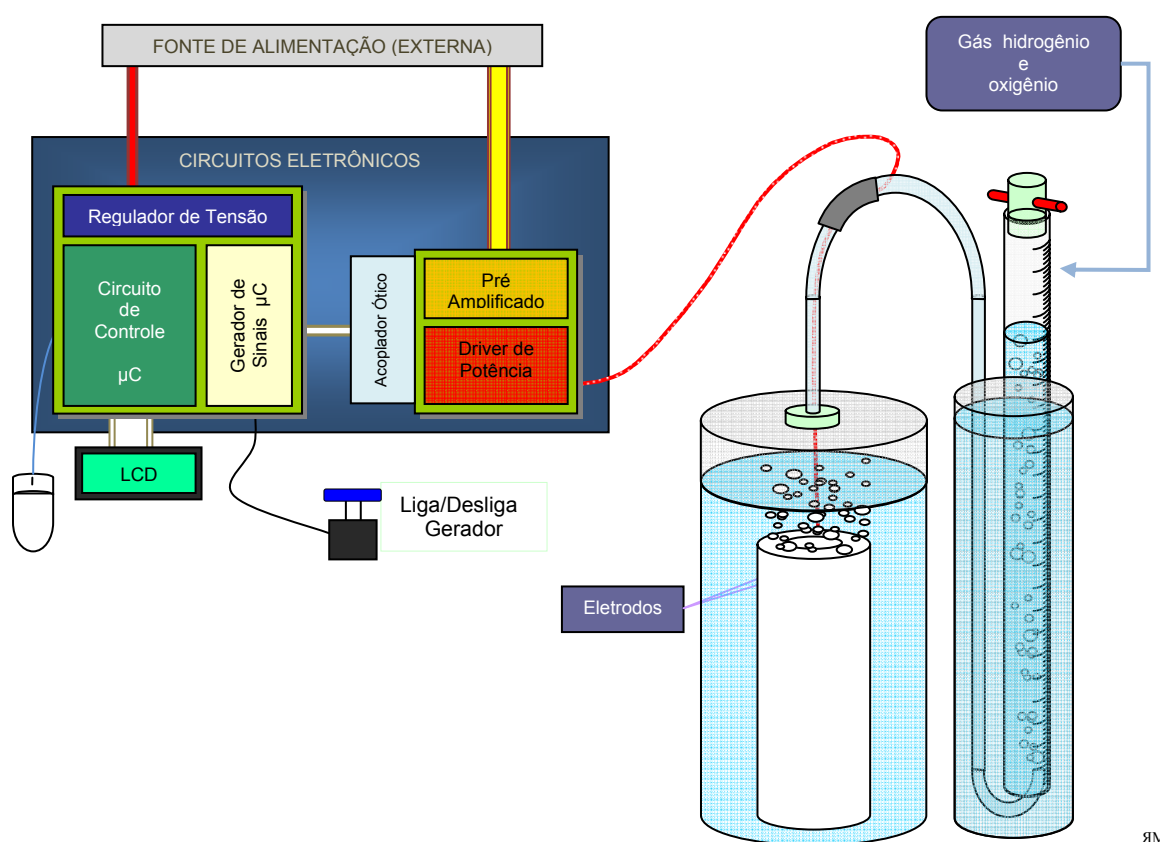 FONTE DE ALIMENTAÇÃO (EXTERNA)
Gás hidrogênio
e
oxigênio
CIRCUITOS ELETRÔNICOS
Regulador de Tensão
Circuito
de
Controle
µC
Gerador de
Sinais µC
Acoplador Ótico
Pré
Amplificado
Driver de
Potência
LCD
Liga/Desliga
Gerador
Eletrodos